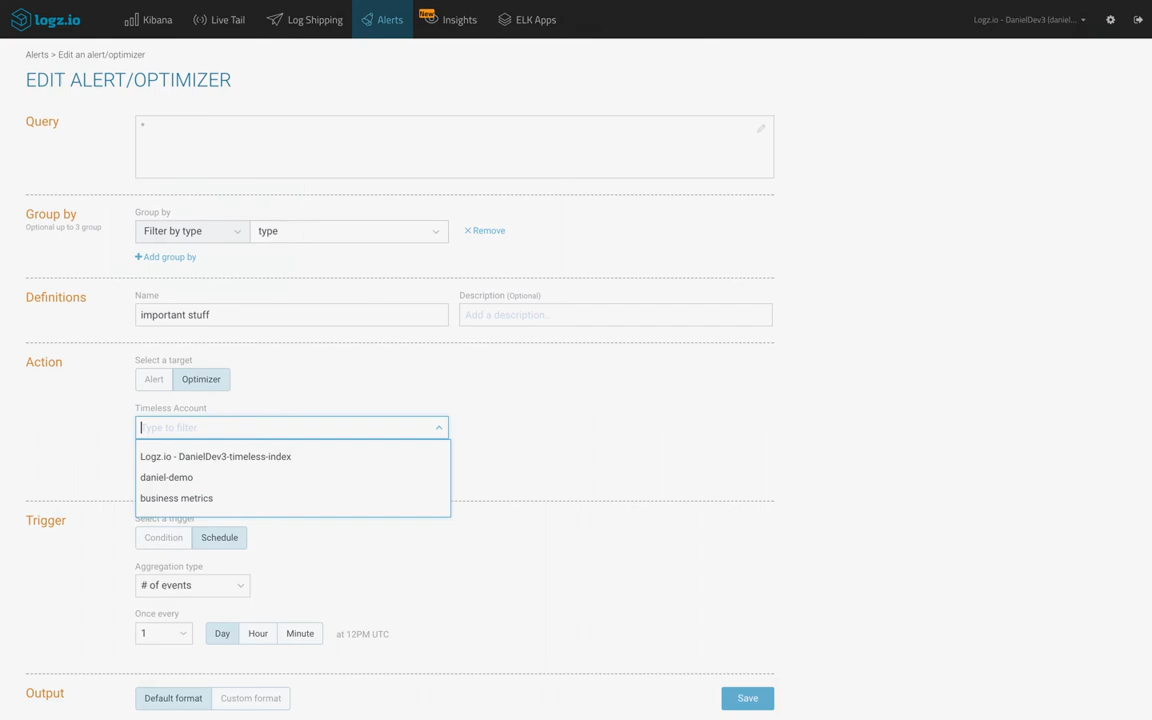 logz.io
Kibana
Live Tail
Log Shipping
Alerts
New
Insights
ELK Apps
Logz.io - DanielDev3 (daniel...
Alerts > Edit an alert/optimizer
EDIT ALERT/OPTIMIZER
Query
*
Group by
Optional up to 3 group
Group by
Filter by type
type
× Remove
+ Add group by
Definitions
Name
Description (Optional)
important stuff
Add a description..
Action
Select a target
Alert
Optimizer
Timeless Account
Type to filter
Logz.io - DanielDev3-timeless-index
daniel-demo
business metrics
Trigger
Select a trigger
Condition
Schedule
Aggregation type
# of events
Once every
1
Day
Hour
Minute
at 12PM UTC
Output
Default format
Custom format
Save